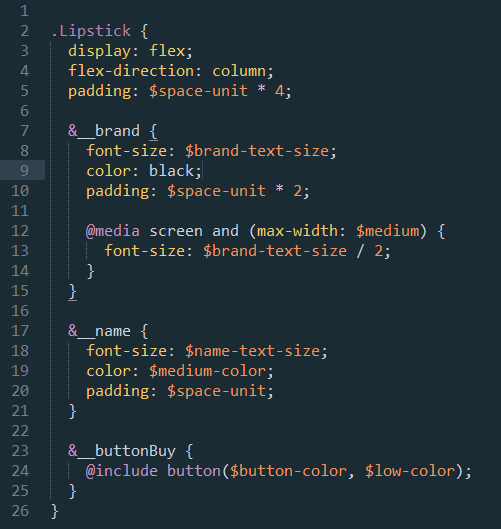 1
2 .Lipstick {
3 display: flex;
4 flex-direction: column;
5 padding: $space-unit * 4;
6
7 &__brand {
8 font-size: $brand-text-size;
9 color: black;
10 padding: $space-unit * 2;
11
12 @media screen and (max-width: $medium) {
13 font-size: $brand-text-size / 2;
14 }
15 }
16
17 &__name {
18 font-size: $name-text-size;
19 color: $medium-color;
20 padding: $space-unit;
21 }
22
23 &__buttonBuy {
24 @include button($button-color, $low-color);
25 }
26 }